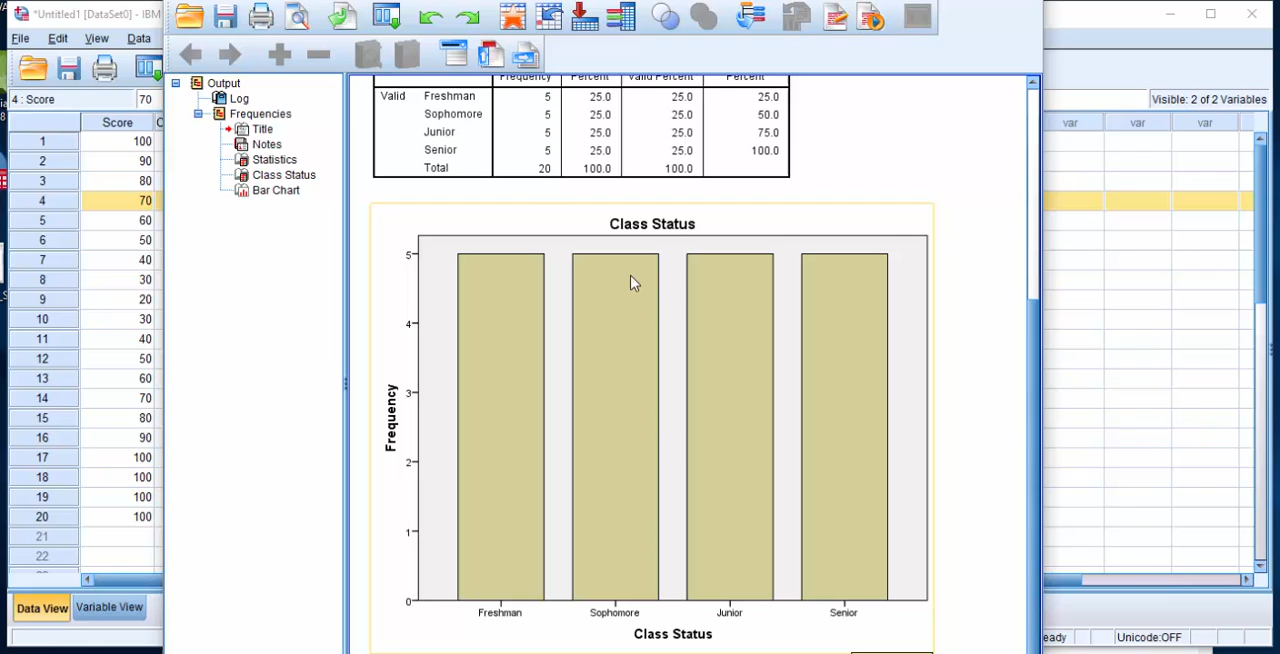 *Untitled1 [DataSet0] - IBM
File Edit View Data
4 : Score 70
Visible: 2 of 2 Variables
Score
var var var
1 100
2 90
3 80
4 70
5 60
6 50
7 40
8 30
9 20
10 30
11 40
12 50
13 60
14 70
15 80
16 90
17 100
18 100
19 100
20 100
21
22
Data View Variable View
Unicode:OFF
Output
Log
Frequencies
Title
Notes
Statistics
Class Status
Bar Chart
Frequency Percent Valid Percent Percent
Valid Freshman 5 25.0 25.0 25.0
Sophomore 5 25.0 25.0 50.0
Junior 5 25.0 25.0 75.0
Senior 5 25.0 25.0 100.0
Total 20 100.0 100.0
Class Status
5
4
3
2
1
0
Frequency
Freshman Sophomore Junior Senior
Class Status